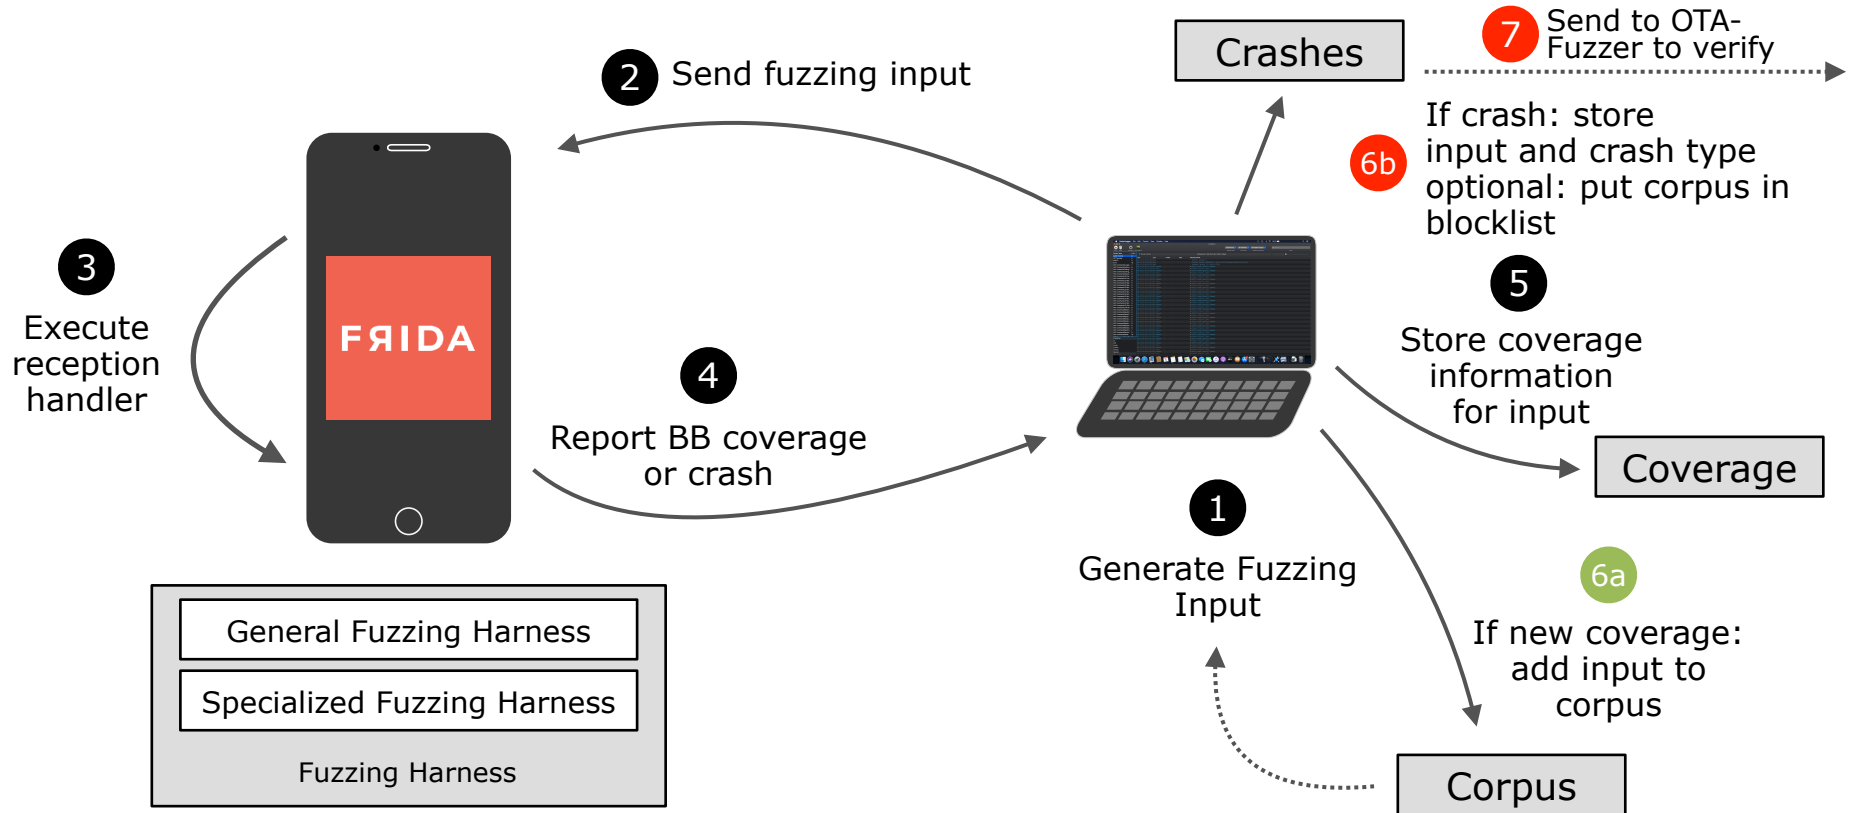 Crashes
7
Send to OTA-
Fuzzer to verify
2
Send fuzzing input
6b
If crash: store
input and crash type
optional: put corpus in
blocklist
3
Execute
reception
handler
FЯIDA
4
Report BB coverage
or crash
5
Store coverage
information
for input
Coverage
1
Generate Fuzzing
Input
6a
If new coverage:
add input to
corpus
General Fuzzing Harness
Specialized Fuzzing Harness
Fuzzing Harness
Corpus